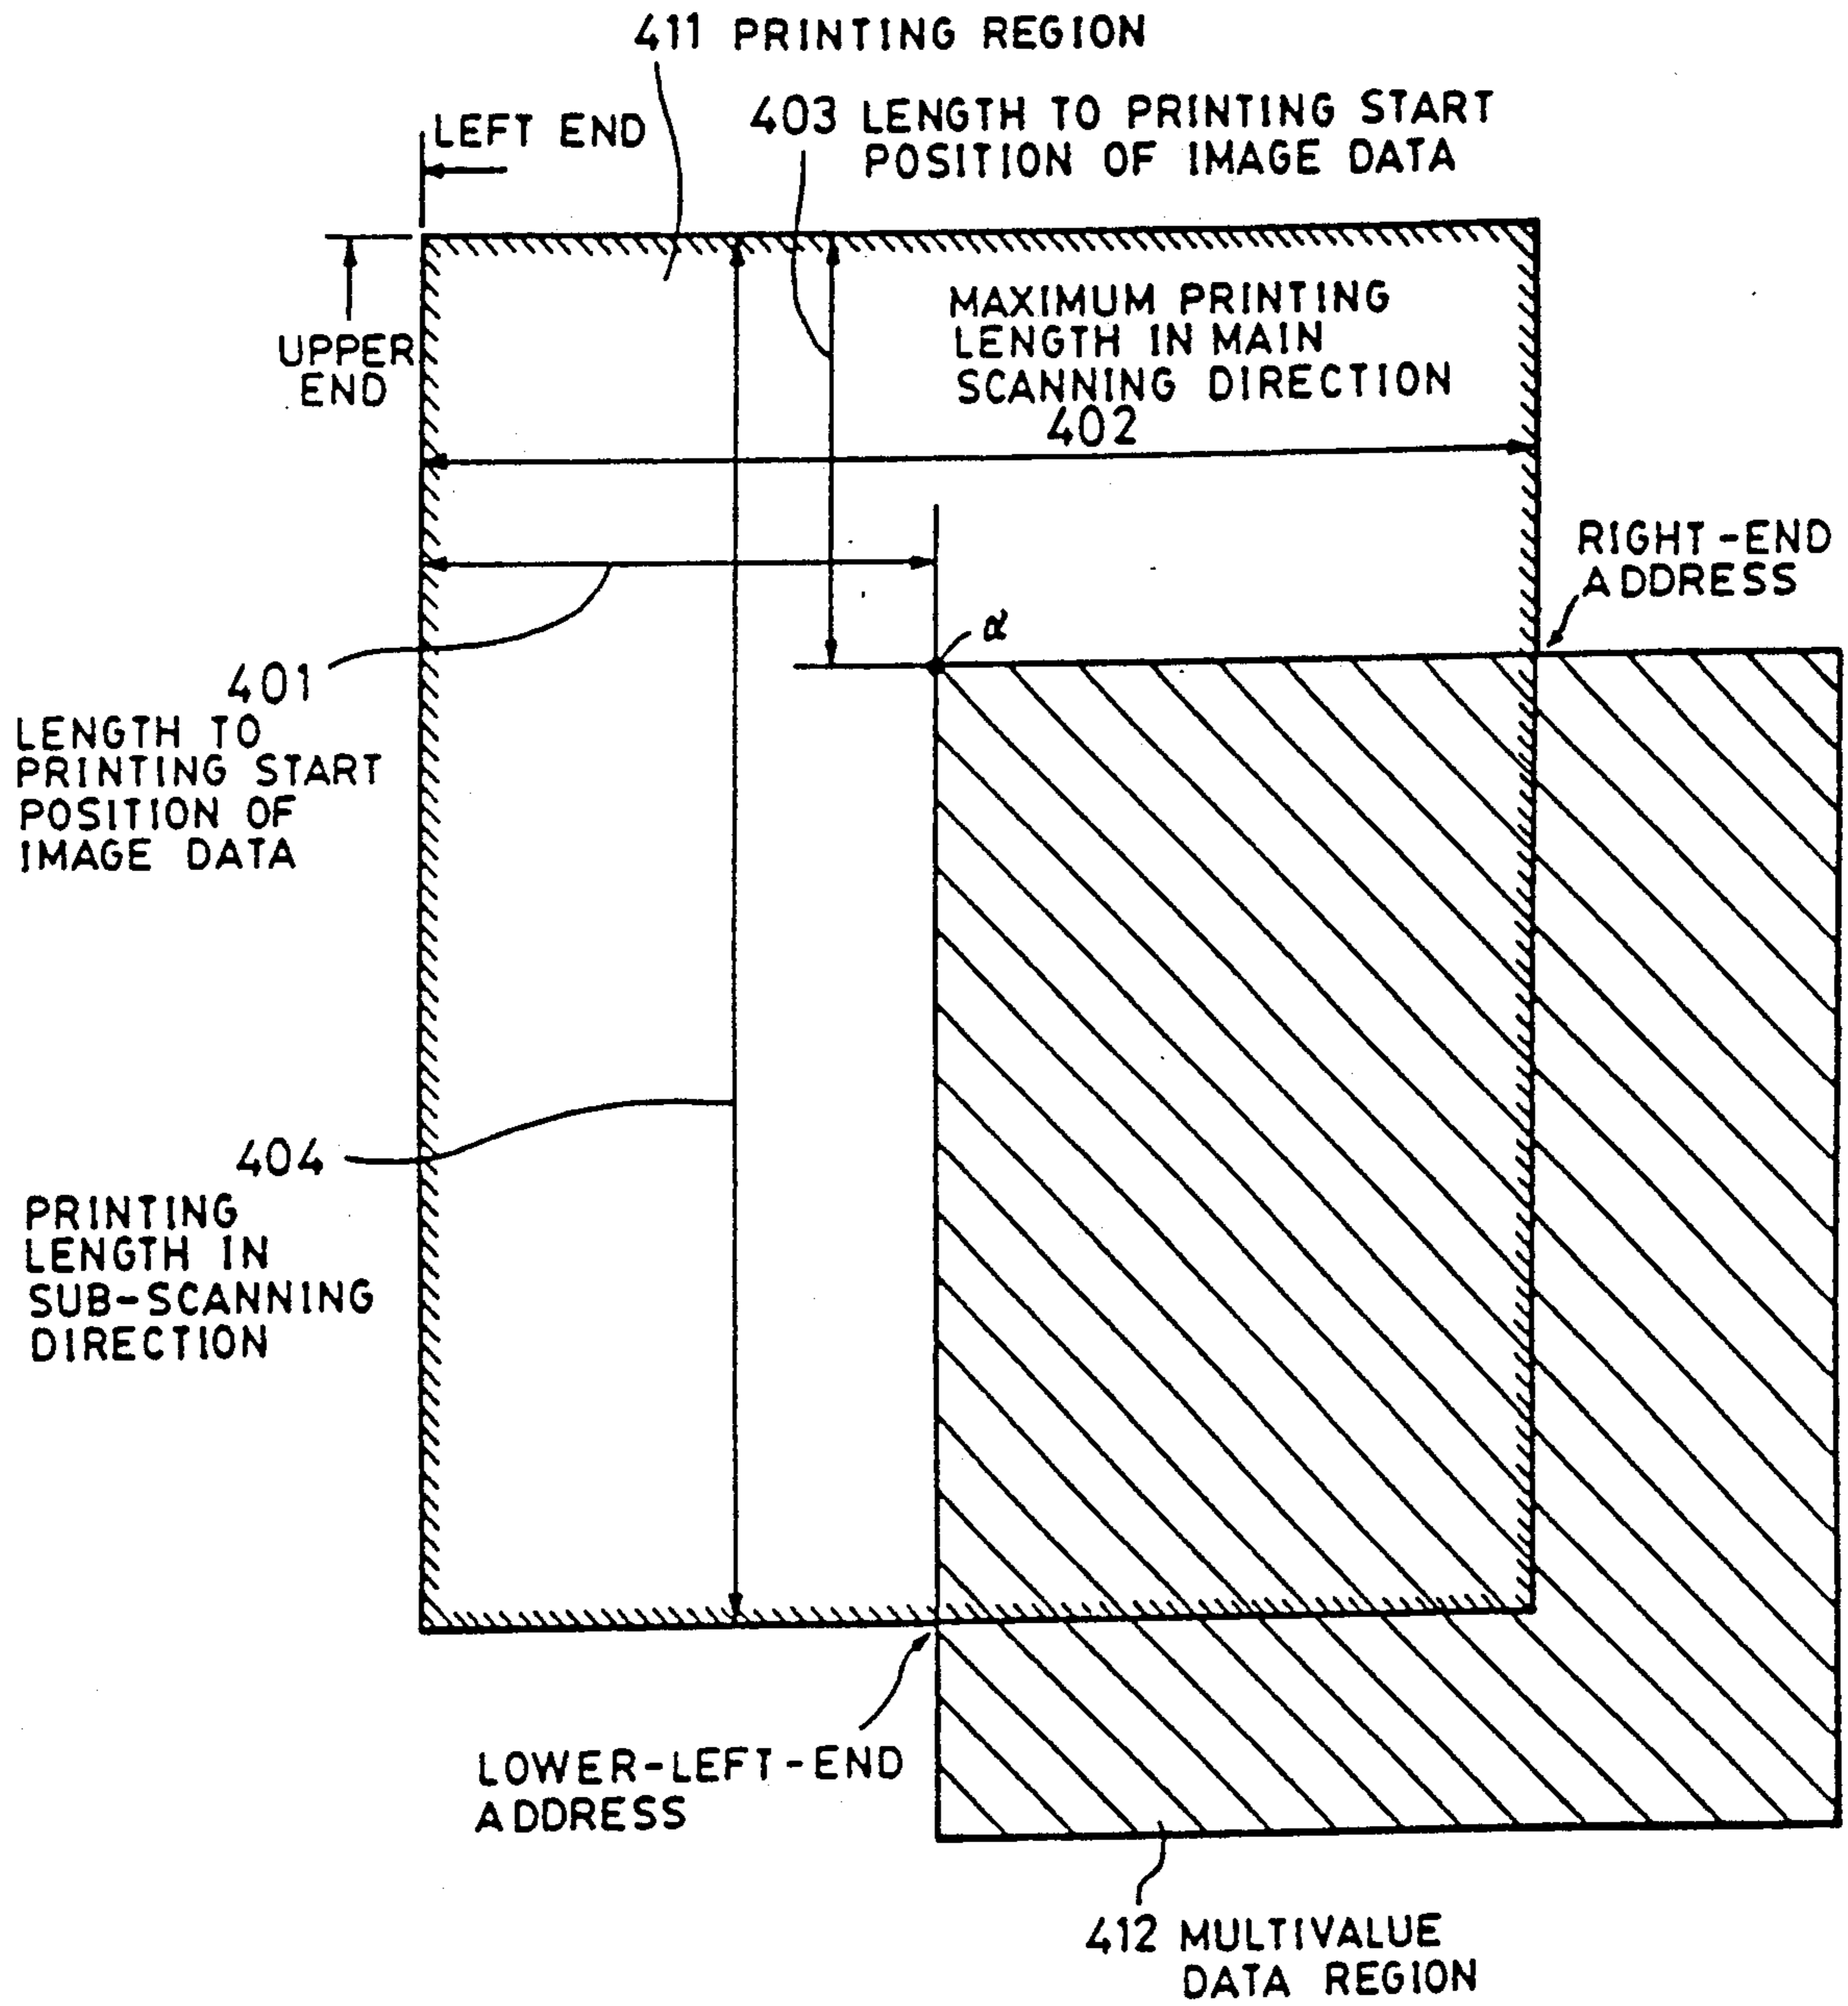 411 PRINTING REGION
LEFT END
403 LENGTH TO PRINTING START
POSITION OF IMAGE DATA
UPPER
END
MAXIMUM PRINTING
LENGTH IN MAIN
SCANNING DIRECTION
402
RIGHT-END
ADDRESS
α
401
LENGTH TO
PRINTING START
POSITION OF
IMAGE DATA
404
PRINTING
LENGTH IN
SUB-SCANNING
DIRECTION
LOWER-LEFT-END
ADDRESS
412 MULTIVALUE
DATA REGION